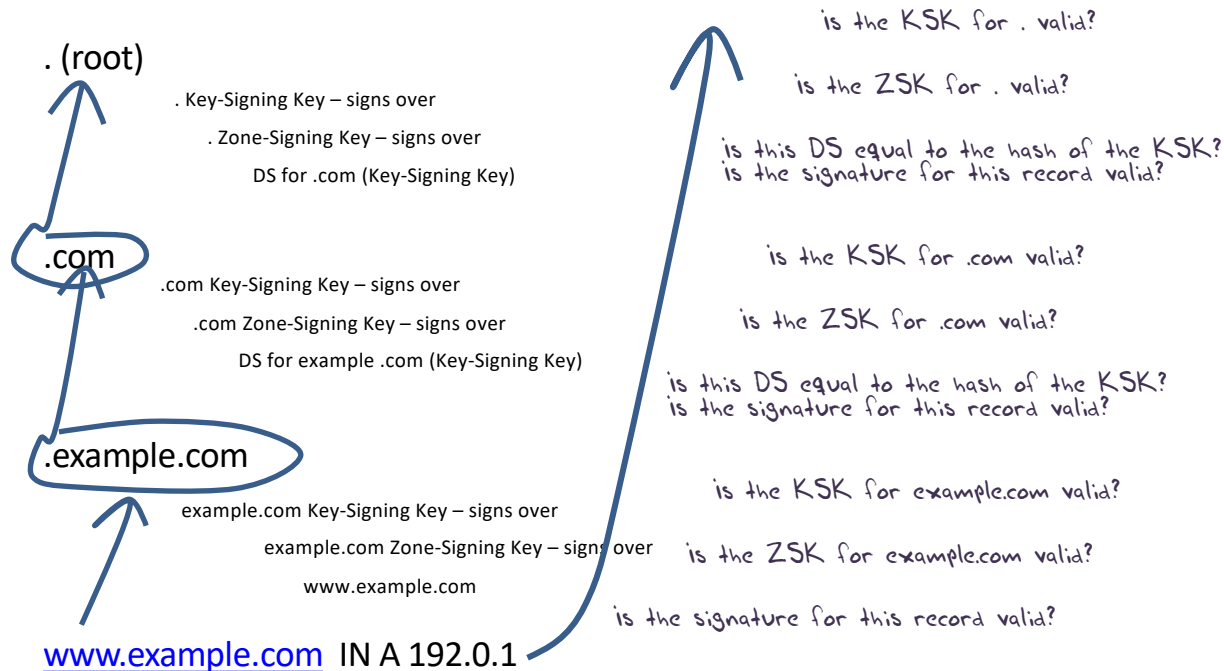 . (root)
. Key-Signing Key – signs over
. Zone-Signing Key – signs over
DS for .com (Key-Signing Key)
.com
.com Key-Signing Key – signs over
.com Zone-Signing Key – signs over
DS for example .com (Key-Signing Key)
.example.com
example.com Key-Signing Key – signs over
example.com Zone-Signing Key – signs over
www.example.com
www.example.com IN A 192.0.1
is the KSK for . valid?
is the ZSK for . valid?
is this DS equal to the hash of the KSK?
is the signature for this record valid?
is the KSK for .com valid?
is the ZSK for .com valid?
is this DS equal to the hash of the KSK?
is the signature for this record valid?
is the KSK for example.com valid?
is the ZSK for example.com valid?
is the signature for this record valid?